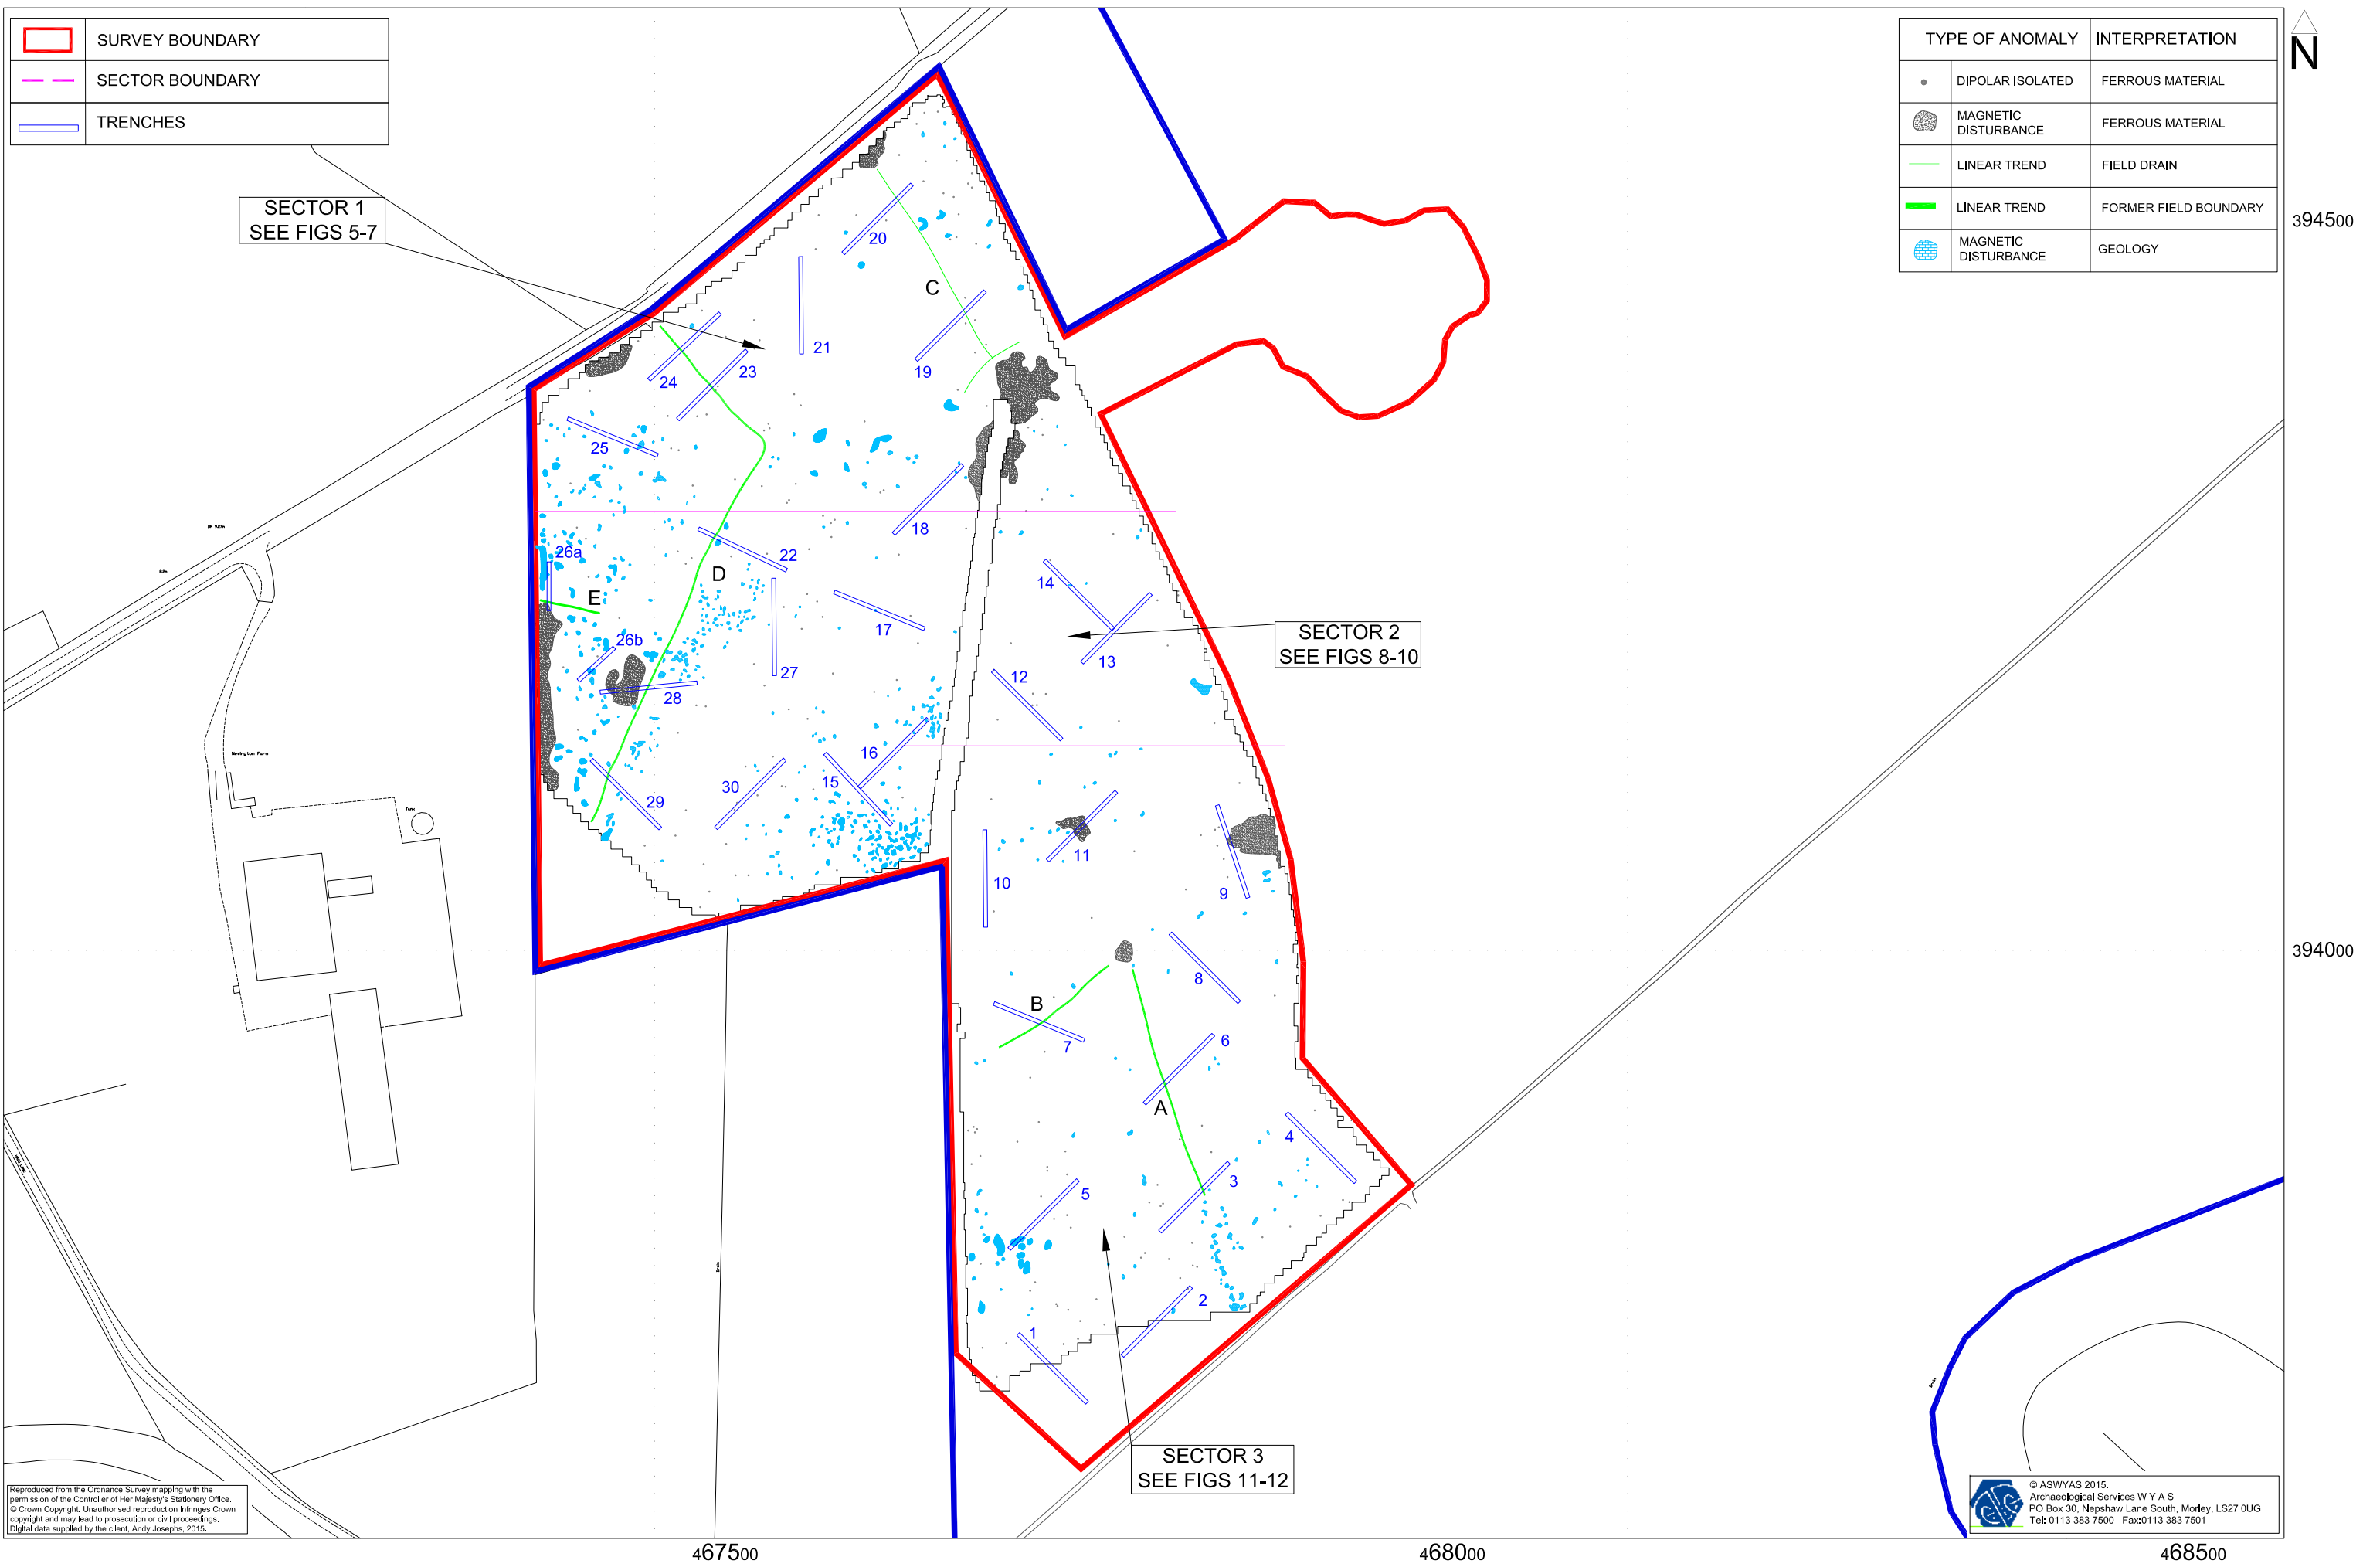 SURVEY BOUNDARY
SECTOR BOUNDARY
TRENCHES
TYPE OF ANOMALY INTERPRETATION
DIPOLAR ISOLATED FERROUS MATERIAL
MAGNETIC
DISTURBANCE FERROUS MATERIAL
LINEAR TREND FIELD DRAIN
LINEAR TREND FORMER FIELD BOUNDARY
MAGNETIC
DISTURBANCE GEOLOGY
N
394500
SECTOR 1
SEE FIGS 5-7
20
C
21
19
24
23
25
18
26a
22
D
14
E
17
SECTOR 2
SEE FIGS 8-10
26b
13
27
12
28
16
Newington Farm
30
15
29
Tank
11
10
9
394000
8
B
7
6
A
4
3
5
2
1
SECTOR 3
SEE FIGS 11-12
Reproduced from the Ordnance Survey mapping with the
permission of the Controller of Her Majesty's Stationery Office.
© Crown Copyright. Unauthorised reproduction infringes Crown
copyright and may lead to prosecution or civil proceedings.
Digital data supplied by the client, Andy Josephs, 2015.
© ASWYAS 2015.
Archaeological Services W Y A S
PO Box 30, Nepshaw Lane South, Morley, LS27 0UG
Tel: 0113 383 7500 Fax:0113 383 7501
467500
468000
468500